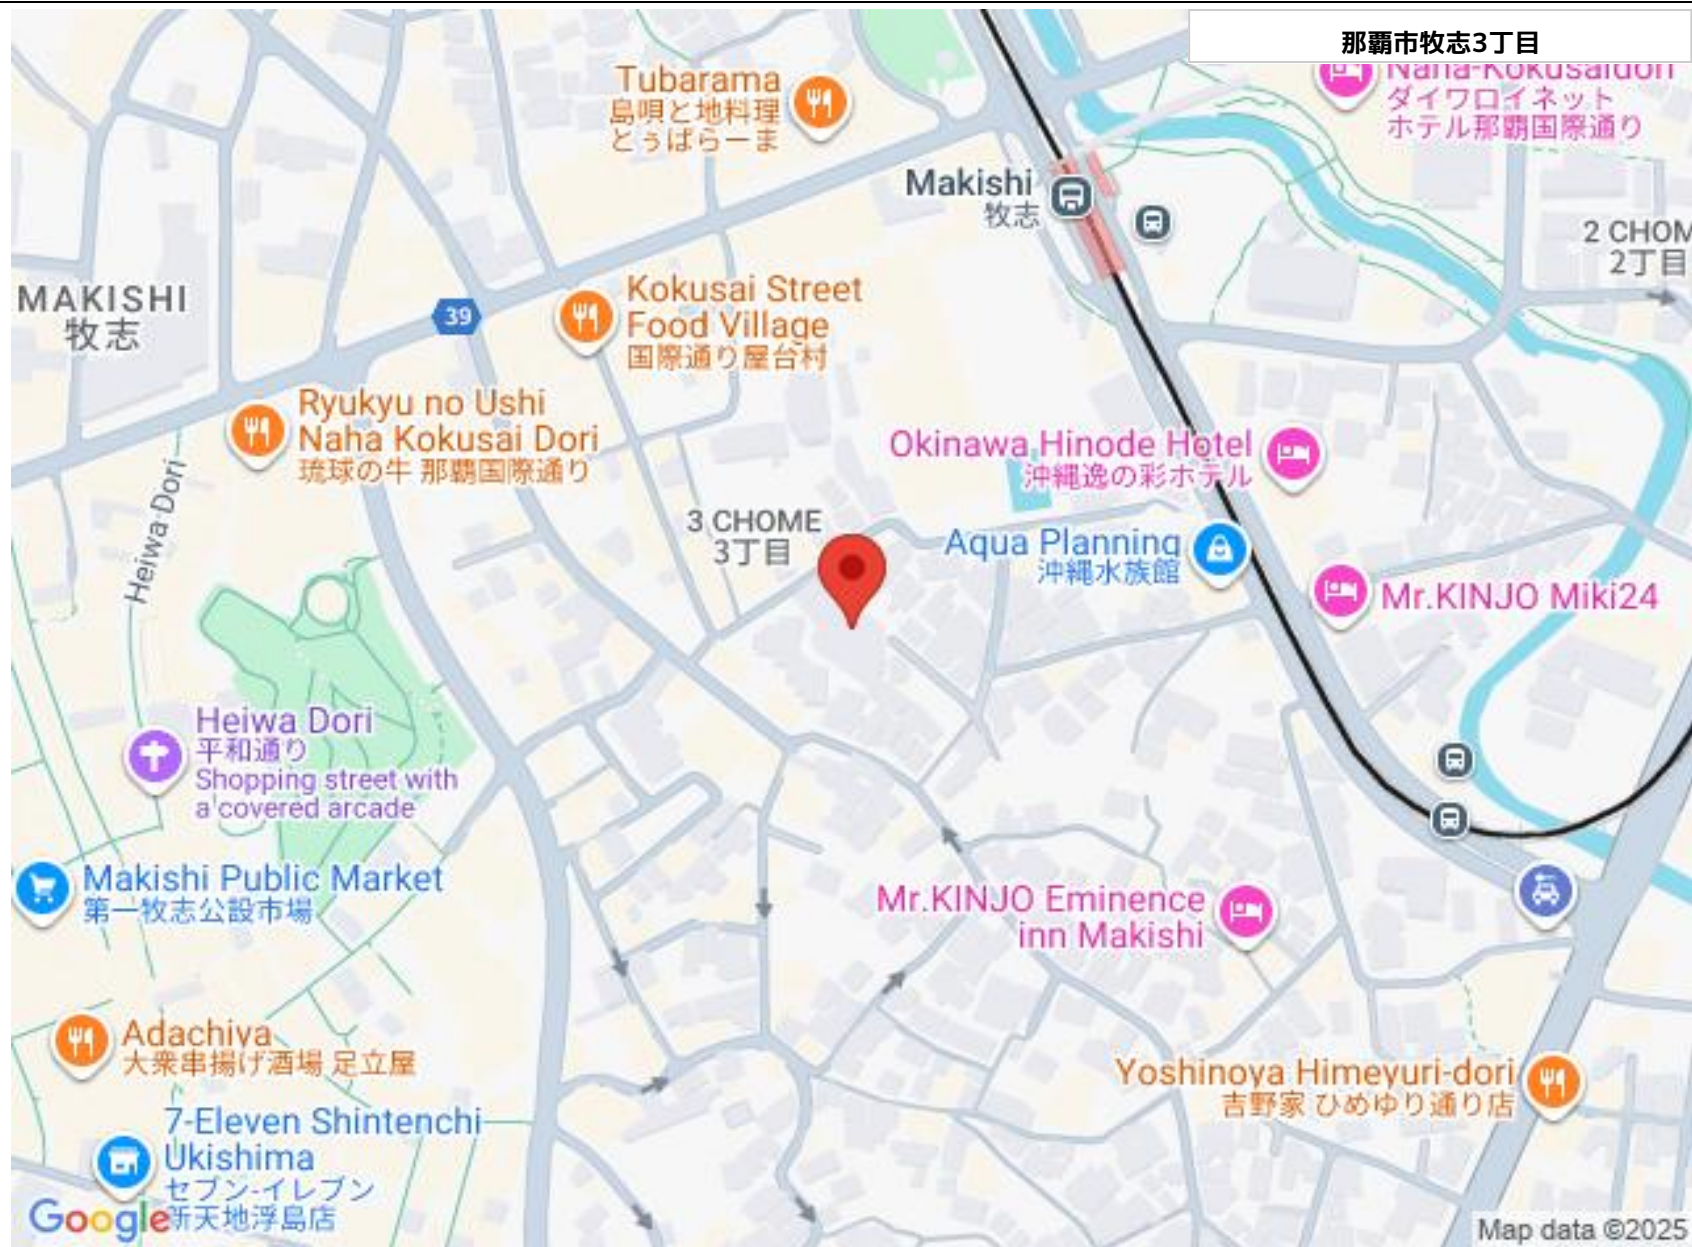 那覇市牧志3丁目
Tubarama
島唄と地料理
とぅばらーま
Naha-Kokusaidori
ダイワロイネット
ホテル那覇国際通り
Makishi
牧志
2 CHOM
2丁目
MAKISHI
牧志
39
Kokusai Street
Food Village
国際通り屋台村
Ryukyu no Ushi
Naha Kokusai Dori
琉球の牛 那覇国際通り
Heiwa Dori
Okinawa Hinode Hotel
沖縄逸の彩ホテル
3 CHOME
3丁目
Aqua Planning
沖縄水族館
Mr.KINJO Miki24
Heiwa Dori
平和通り
Shopping street with
a covered arcade
Makishi Public Market
第一牧志公設市場
Mr.KINJO Eminence
inn Makishi
Adachiya
大衆串揚げ酒場 足立屋
Yoshinoya Himeyuri-dori
吉野家 ひめゆり通り店
7-Eleven Shintenchi
Ukishima
セブン-イレブン
新天地浮島店
Google
Map data ©2025